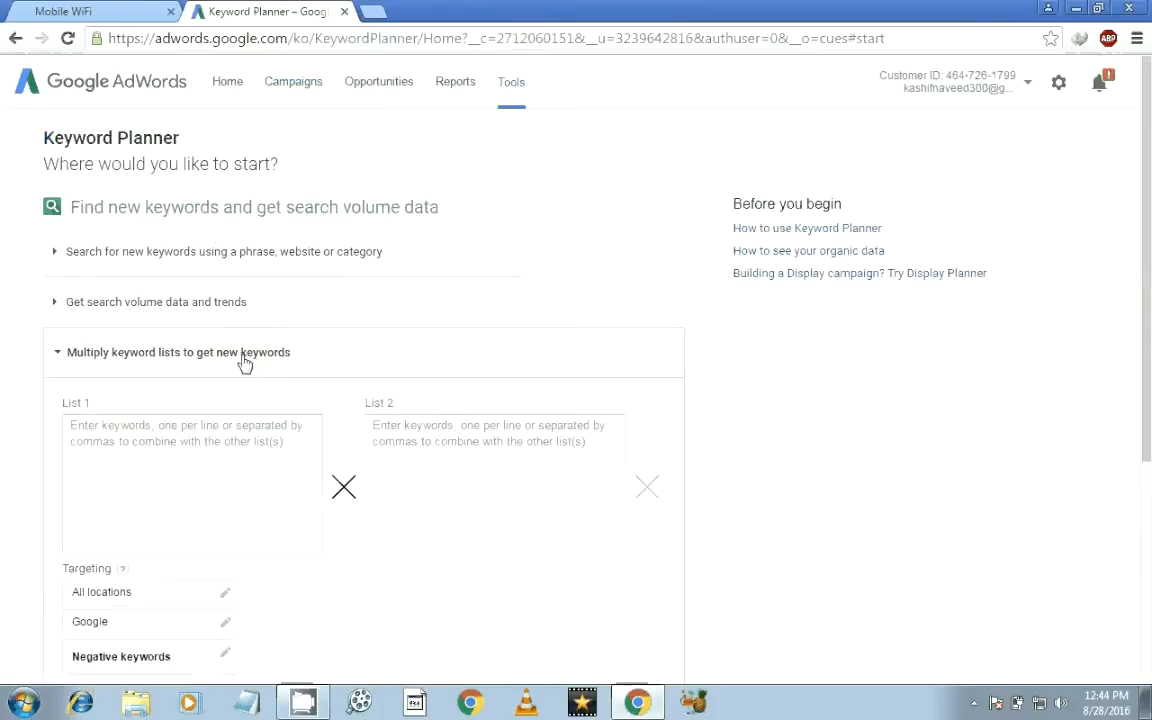 Mobile WiFi
Keyword Planner – Googl
https://adwords.google.com/ko/KeywordPlanner/Home?__c=2712060151&__u=3239642816&authuser=0&__o=cues#start
ABP
Google AdWords
Home
Campaigns
Opportunities
Reports
Tools
Customer ID: 464-726-1799
kashifnaveed300@g...
Keyword Planner
Where would you like to start?
Find new keywords and get search volume data
Search for new keywords using a phrase, website or category
Get search volume data and trends
Multiply keyword lists to get new keywords
Before you begin
How to use Keyword Planner
How to see your organic data
Building a Display campaign? Try Display Planner
List 1
Enter keywords, one per line or separated by
commas to combine with the other list(s)
List 2
Enter keywords, one per line or separated by
commas to combine with the other list(s)
Targeting ?
All locations
Google
Negative keywords
12:44 PM
8/28/2016